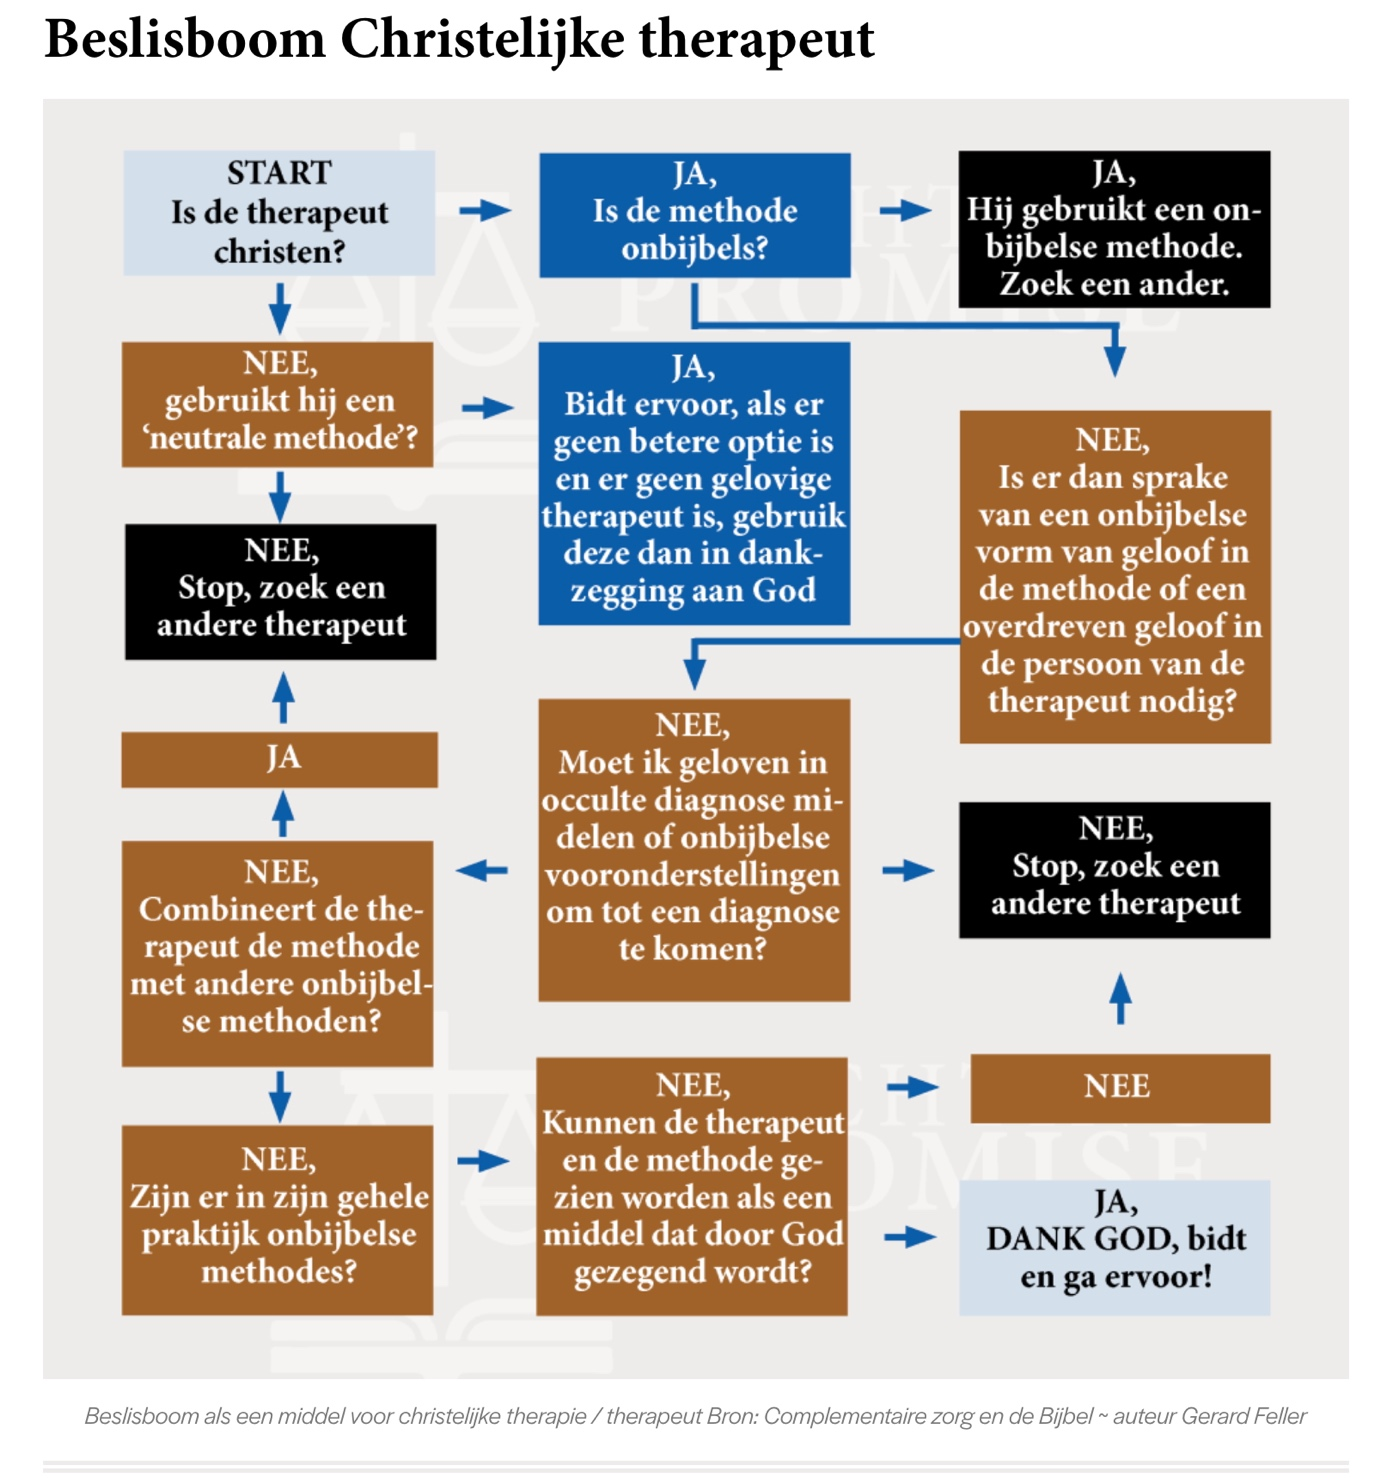 Beslisboom Christelijke therapeut
START
Is de therapeut
christen?
JA,
Is de methode
onbijbels?
JA,
Hij gebruikt een on-
bijbelse methode.
Zoek een ander.
NEE,
gebruikt hij een
‘neutrale methode’?
JA,
Bidt ervoor, als er
geen betere optie is
en er geen gelovige
therapeut is, gebruik
deze dan in dank-
zegging aan God
NEE,
Is er dan sprake
van een onbijbelse
vorm van geloof in
de methode of een
overdreven geloof in
de persoon van de
therapeut nodig?
NEE,
Stop, zoek een
andere therapeut
JA
NEE,
Moet ik geloven in
occulte diagnose mi-
delen of onbijbelse
vooronderstellingen
om tot een diagnose
te komen?
NEE,
Stop, zoek een
andere therapeut
NEE,
Combineert de the-
rapeut de methode
met andere onbijbel-
se methoden?
NEE,
Zijn er in zijn gehele
praktijk onbijbelse
methodes?
NEE,
Kunnen de therapeut
en de methode ge-
zien worden als een
middel dat door God
gezegend wordt?
NEE
JA,
DANK GOD, bidt
en ga ervoor!
Beslisboom als een middel voor christelijke therapie / therapeut Bron: Complementaire zorg en de Bijbel ~ auteur Gerard Feller